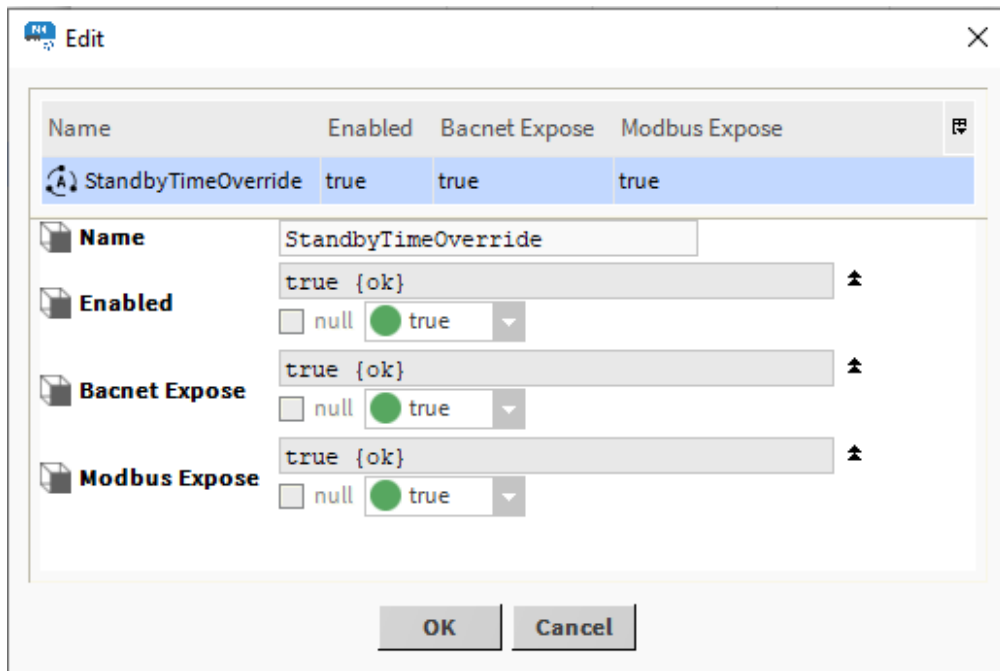 N4 Edit
Name Enabled Bacnet Expose Modbus Expose
A StandbyTimeOverride true true true
Name StandbyTimeOverride
true {ok}
Enabled
null true
true {ok}
Bacnet Expose
null true
true {ok}
Modbus Expose
null true
OK Cancel